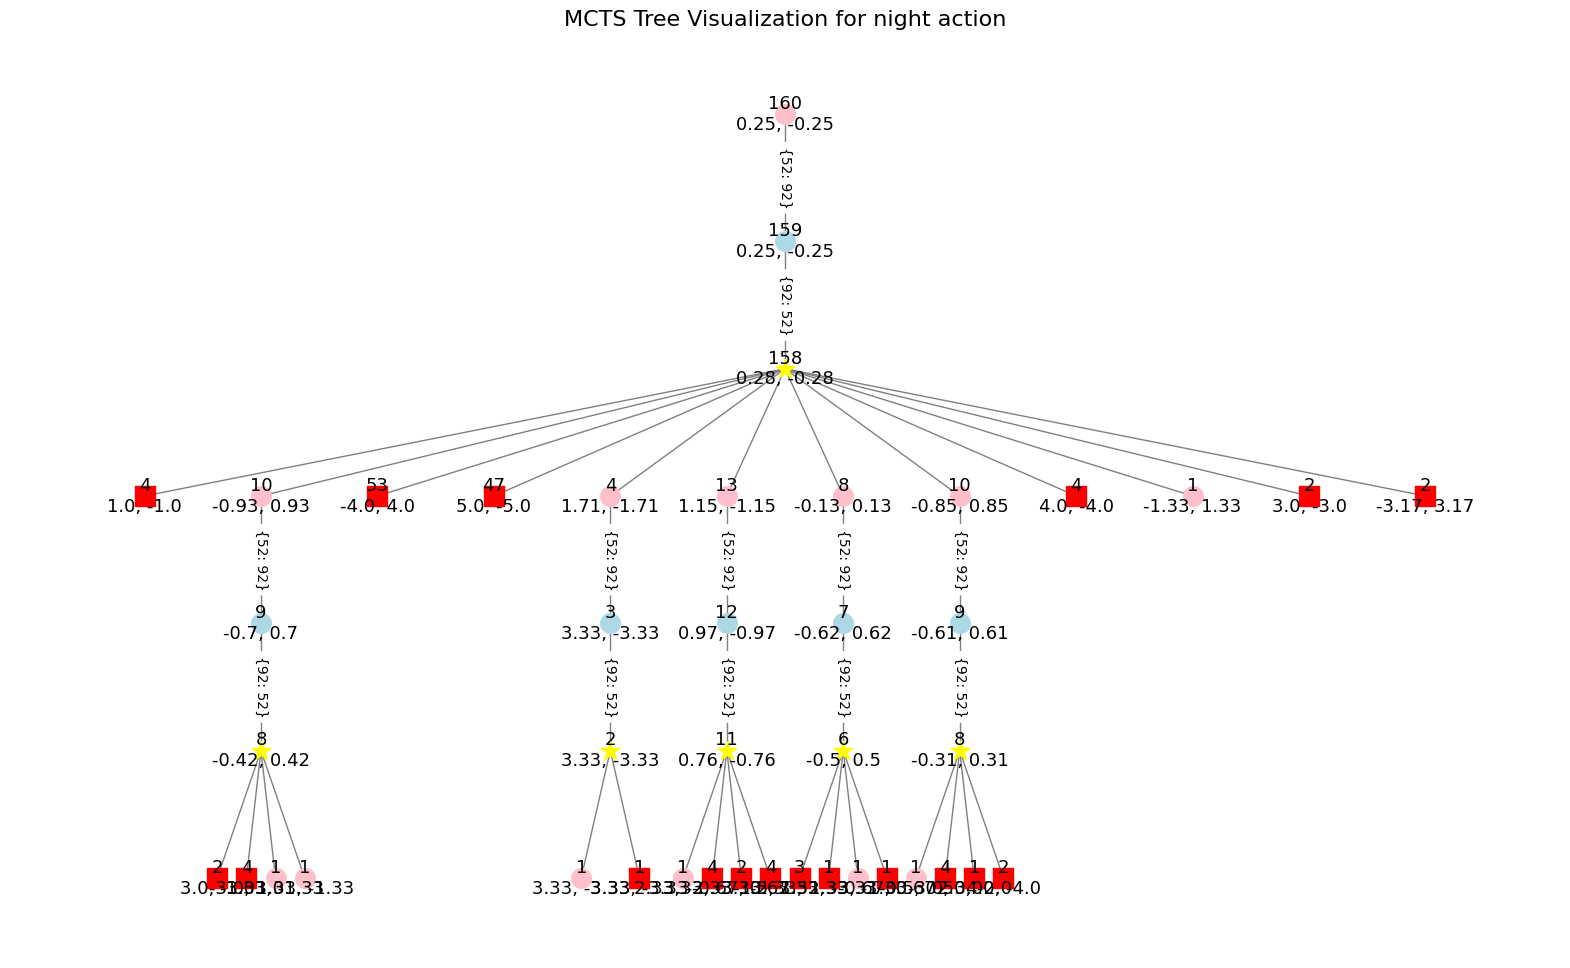 MCTS Tree Visualization for night action
160
0.25, -0.25
{52: 92}
159
0.25, -0.25
{92: 52}
158
0.28, -0.28
4 10 53 47 4 13 8 10 4 1 2 2
1.0, -1.0 -0.93, 0.93 -4.0, 4.0 5.0, -5.0 1.71, -1.71 1.15, -1.15 -0.13, 0.13 -0.85, 0.85 4.0, -4.0 -1.33, 1.33 3.0, -3.0 -3.17, 3.17
{52: 92} {52: 92} {52: 92} {52: 92} {52: 92}
9 3 12 7 9
-0.7, 0.7 3.33, -3.33 0.97, -0.97 -0.62, 0.62 -0.61, 0.61
{92: 52} {92: 52} {92: 52} {92: 52} {92: 52}
8 2 11 6 8
-0.42, 0.42 3.33, -3.33 0.76, -0.76 -0.5, 0.5 -0.31, 0.31
2 4 1 1 1 1 1 4 2 4 3 1 1 1 1 4 1 2